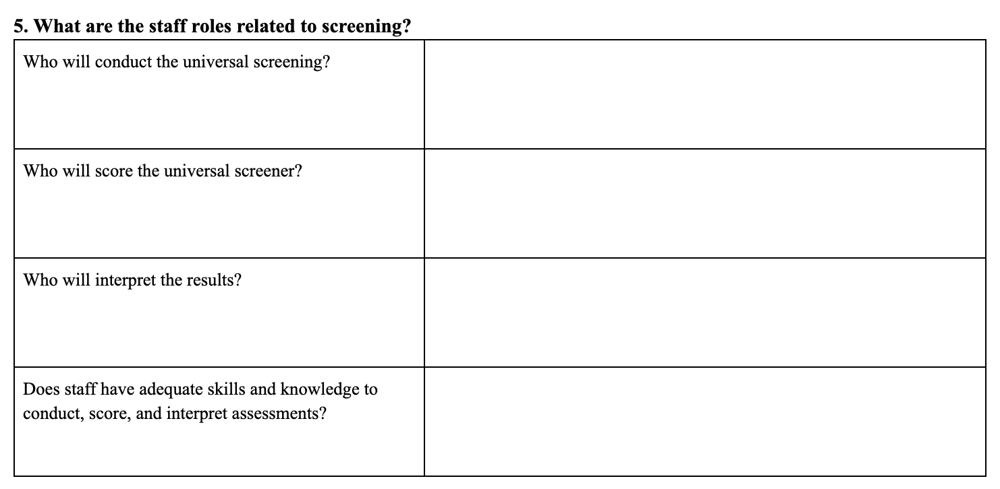 5. What are the staff roles related to screening?
Who will conduct the universal screening?
Who will score the universal screener?
Who will interpret the results?
Does staff have adequate skills and knowledge to
conduct, score, and interpret assessments?